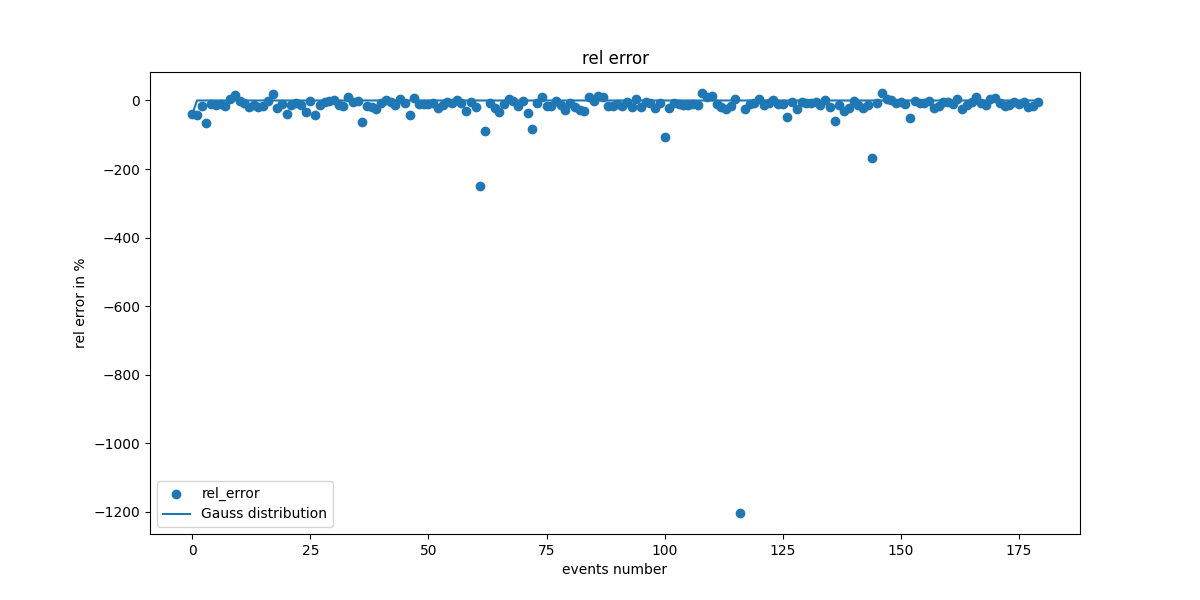 rel error
0
−200
−400
−600
−800
−1000
−1200
rel error in %
rel_error
Gauss distribution
0 25 50 75 100 125 150 175
events number